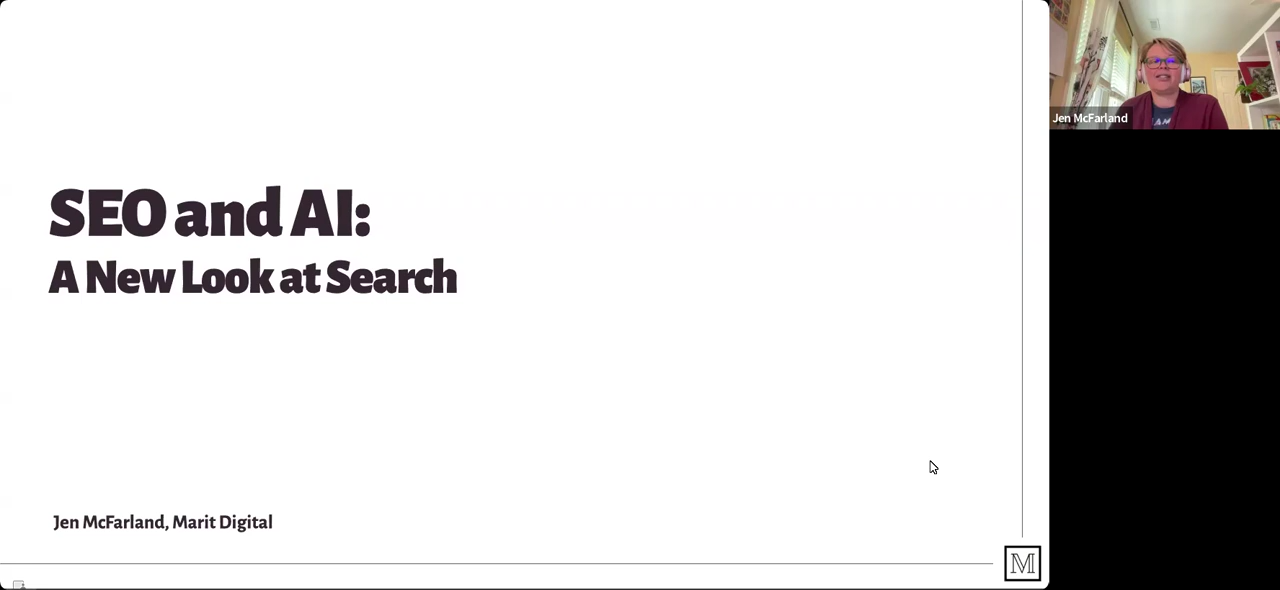 SEO and AI:
A New Look at Search
Jen McFarland, Marit Digital
M
Jen McFarland